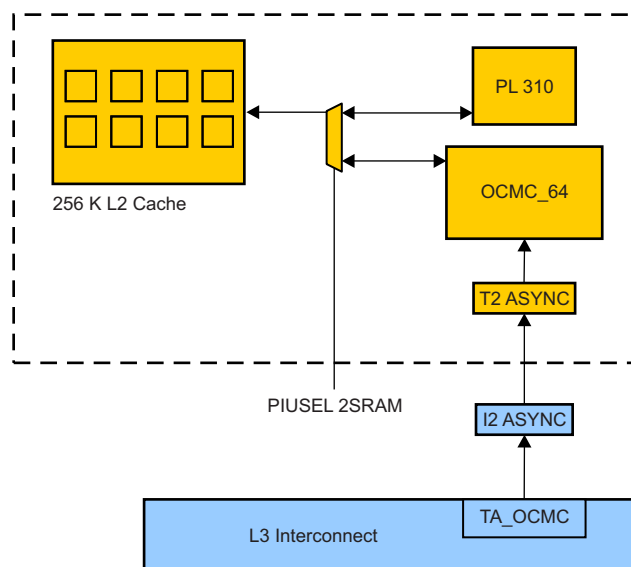 PL 310
OCMC_64
256 K L2 Cache
T2 ASYNC
PIUSEL 2SRAM
I2 ASYNC
TA_OCMC
L3 Interconnect